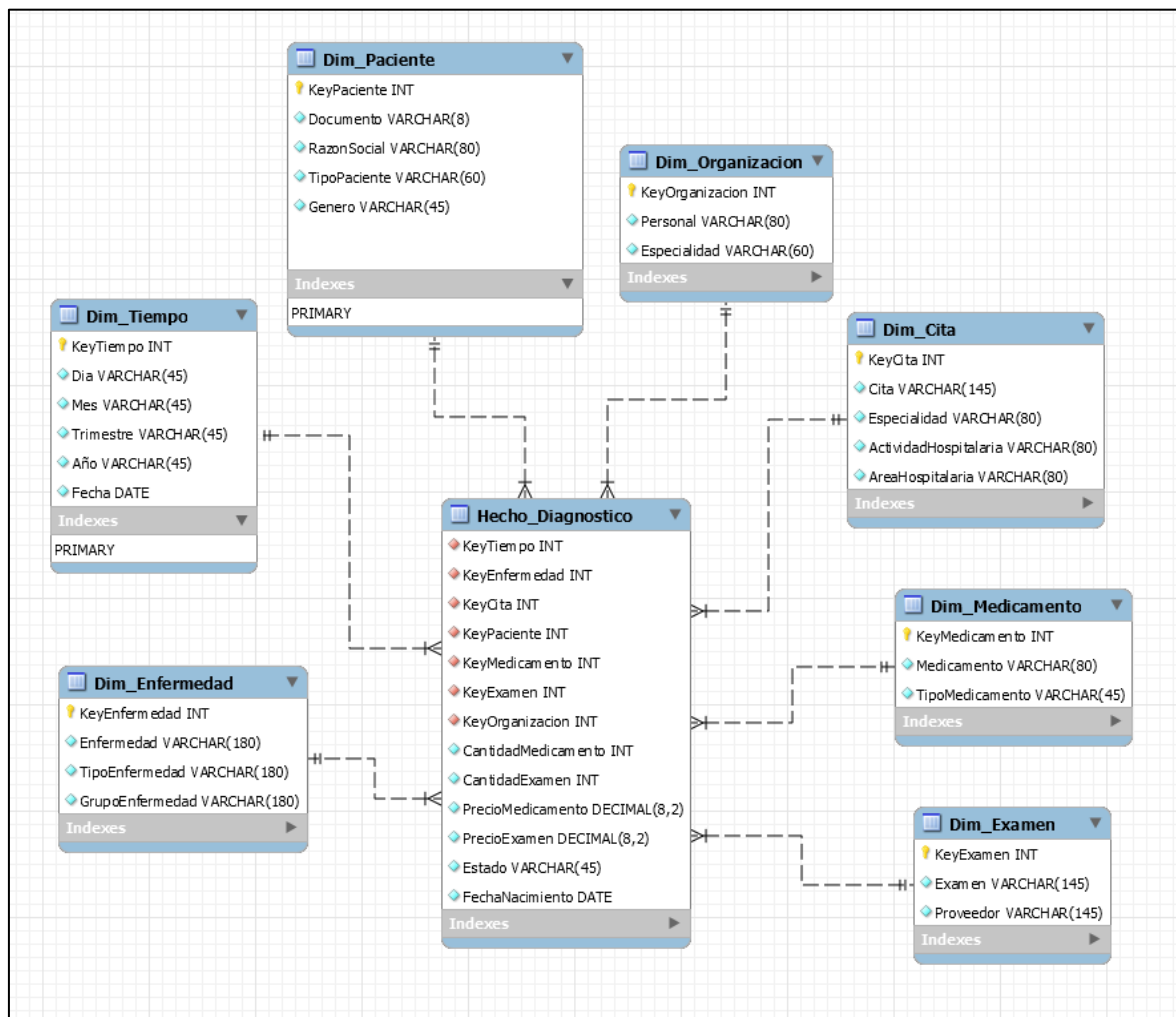 Dim_Paciente
KeyPaciente INT
Documento VARCHAR(8)
RazonSocial VARCHAR(80)
TipoPaciente VARCHAR(60)
Genero VARCHAR(45)
Indexes
PRIMARY
Dim_Organizacion
KeyOrganizacion INT
Personal VARCHAR(80)
Especialidad VARCHAR(60)
Indexes
Dim_Tiempo
KeyTiempo INT
Dia VARCHAR(45)
Mes VARCHAR(45)
Trimestre VARCHAR(45)
Año VARCHAR(45)
Fecha DATE
Indexes
PRIMARY
Dim_Cita
KeyCita INT
Cita VARCHAR(145)
Especialidad VARCHAR(80)
ActividadHospitalaria VARCHAR(80)
AreaHospitalaria VARCHAR(80)
Indexes
Hecho_Diagnostico
KeyTiempo INT
KeyEnfermedad INT
KeyCita INT
KeyPaciente INT
KeyMedicamento INT
KeyExamen INT
KeyOrganizacion INT
CantidadMedicamento INT
CantidadExamen INT
PrecioMedicamento DECIMAL(8,2)
PrecioExamen DECIMAL(8,2)
Estado VARCHAR(45)
FechaNacimiento DATE
Indexes
Dim_Medicamento
KeyMedicamento INT
Medicamento VARCHAR(80)
TipoMedicamento VARCHAR(45)
Indexes
Dim_Enfermedad
KeyEnfermedad INT
Enfermedad VARCHAR(180)
TipoEnfermedad VARCHAR(180)
GrupoEnfermedad VARCHAR(180)
Indexes
Dim_Examen
KeyExamen INT
Examen VARCHAR(145)
Proveedor VARCHAR(145)
Indexes